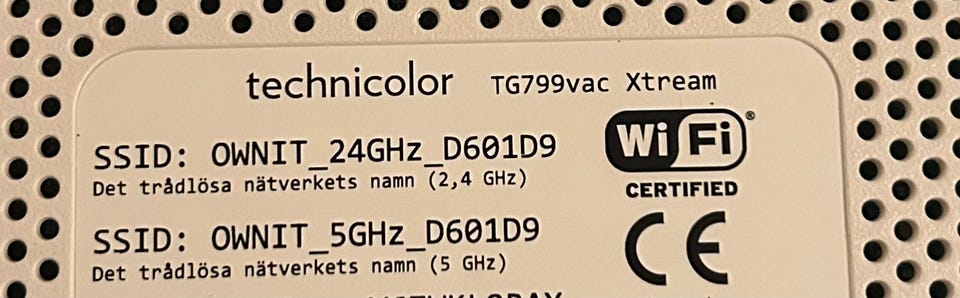 technicolor TG799vac Xtream
SSID: OWNIT_24GHz_D601D9
Det trådlösa nätverkets namn (2,4 GHz)
WiFi®
CERTIFIED
SSID: OWNIT_5GHz_D601D9
Det trådlösa nätverkets namn (5 GHz)
CE